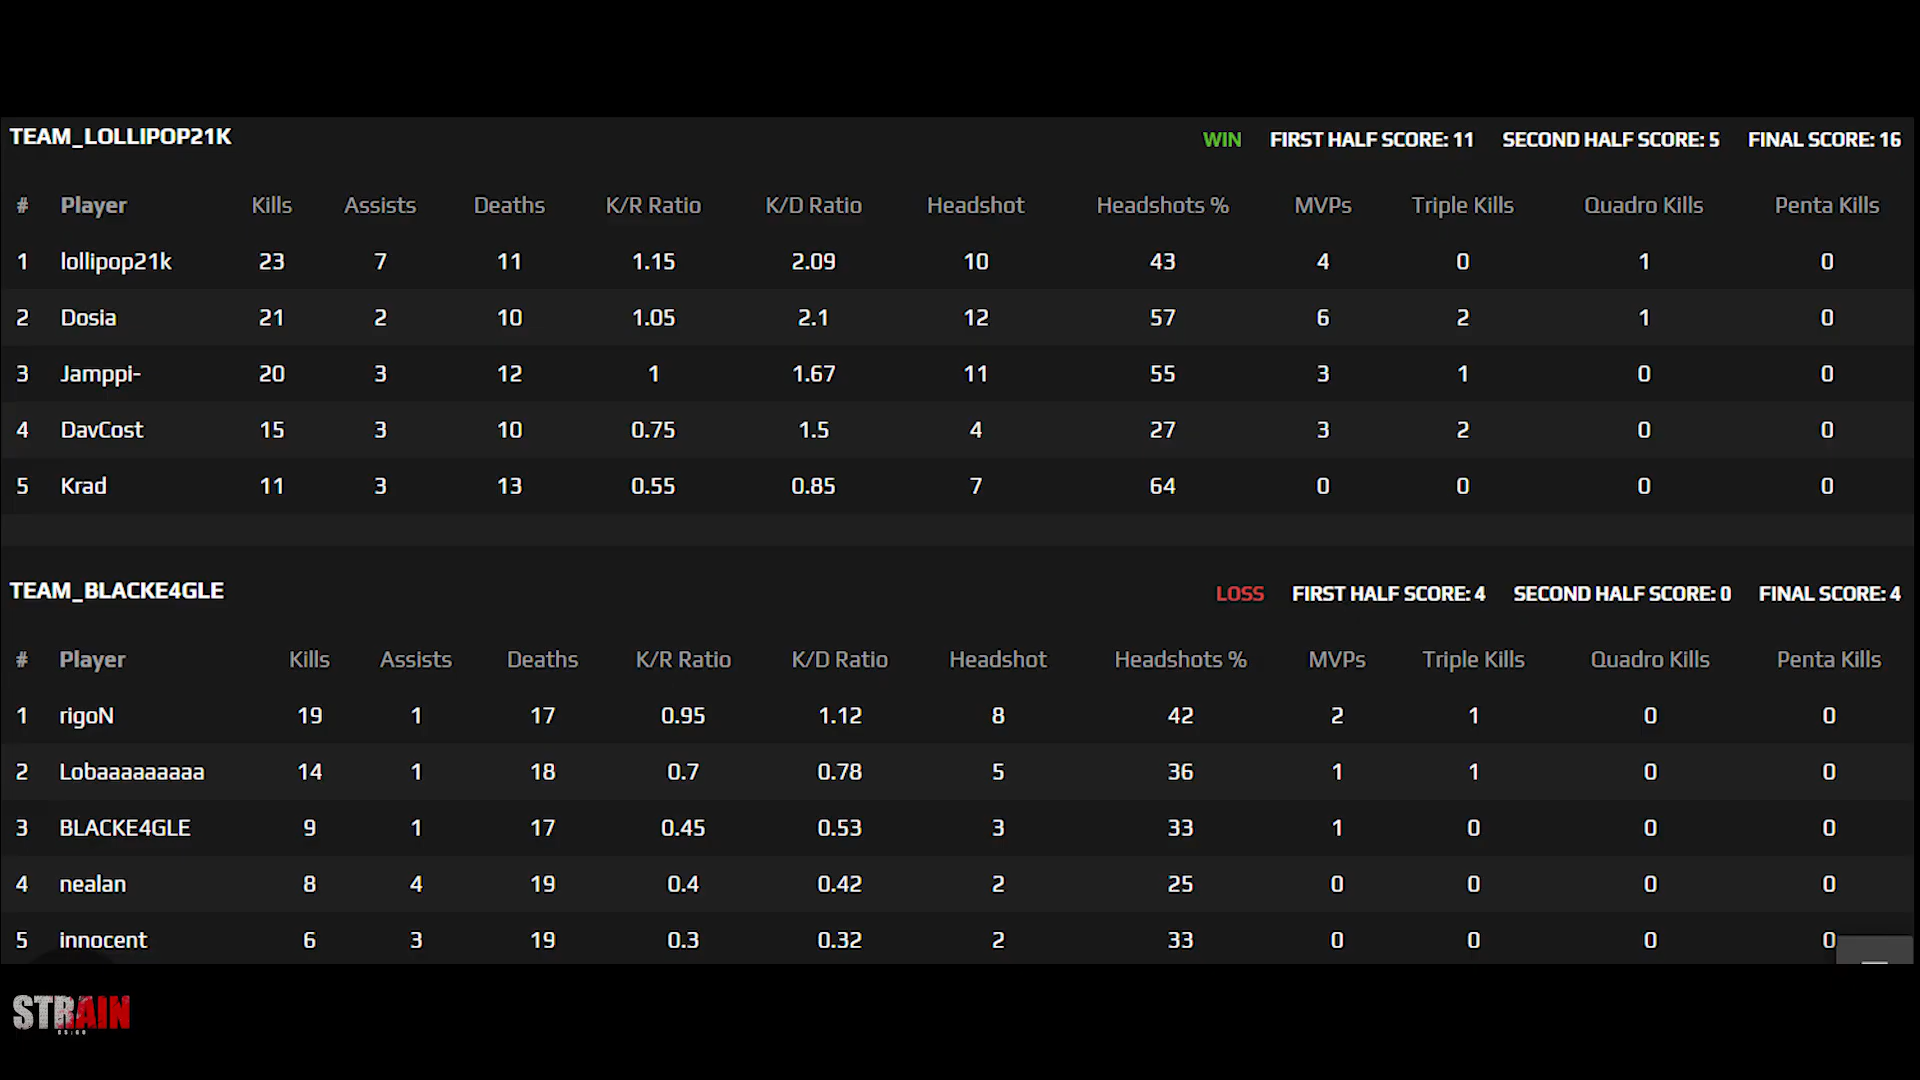 TEAM_LOLLIPOP21K WIN FIRST HALF SCORE: 11 SECOND HALF SCORE: 5 FINAL SCORE: 16
# Player Kills Assists Deaths K/R Ratio K/D Ratio Headshot Headshots % MVPs Triple Kills Quadro Kills Penta Kills
1 lollipop21k 23 7 11 1.15 2.09 10 43 4 0 1 0
2 Dosia 21 2 10 1.05 2.1 12 57 6 2 1 0
3 Jamppi- 20 3 12 1 1.67 11 55 3 1 0 0
4 DavCost 15 3 10 0.75 1.5 4 27 3 2 0 0
5 Krad 11 3 13 0.55 0.85 7 64 0 0 0 0
TEAM_BLACKE4GLE LOSS FIRST HALF SCORE: 4 SECOND HALF SCORE: 0 FINAL SCORE: 4
# Player Kills Assists Deaths K/R Ratio K/D Ratio Headshot Headshots % MVPs Triple Kills Quadro Kills Penta Kills
1 rigoN 19 1 17 0.95 1.12 8 42 2 1 0 0
2 Lobaaaaaaaaa 14 1 18 0.7 0.78 5 36 1 1 0 0
3 BLACKE4GLE 9 1 17 0.45 0.53 3 33 1 0 0 0
4 nealan 8 4 19 0.4 0.42 2 25 0 0 0 0
5 innocent 6 3 19 0.3 0.32 2 33 0 0 0 0
STRAIN